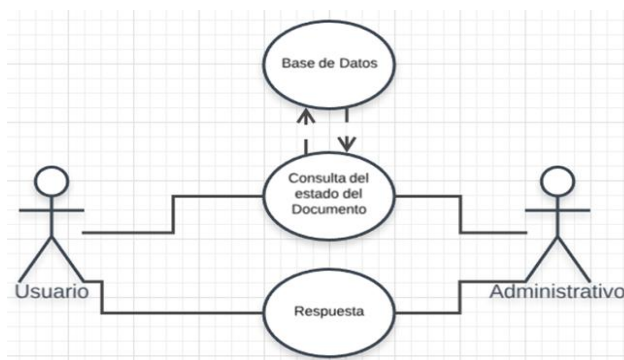 Base de Datos
Consulta del
estado del
Documento
Usuario
Administrativo
Respuesta